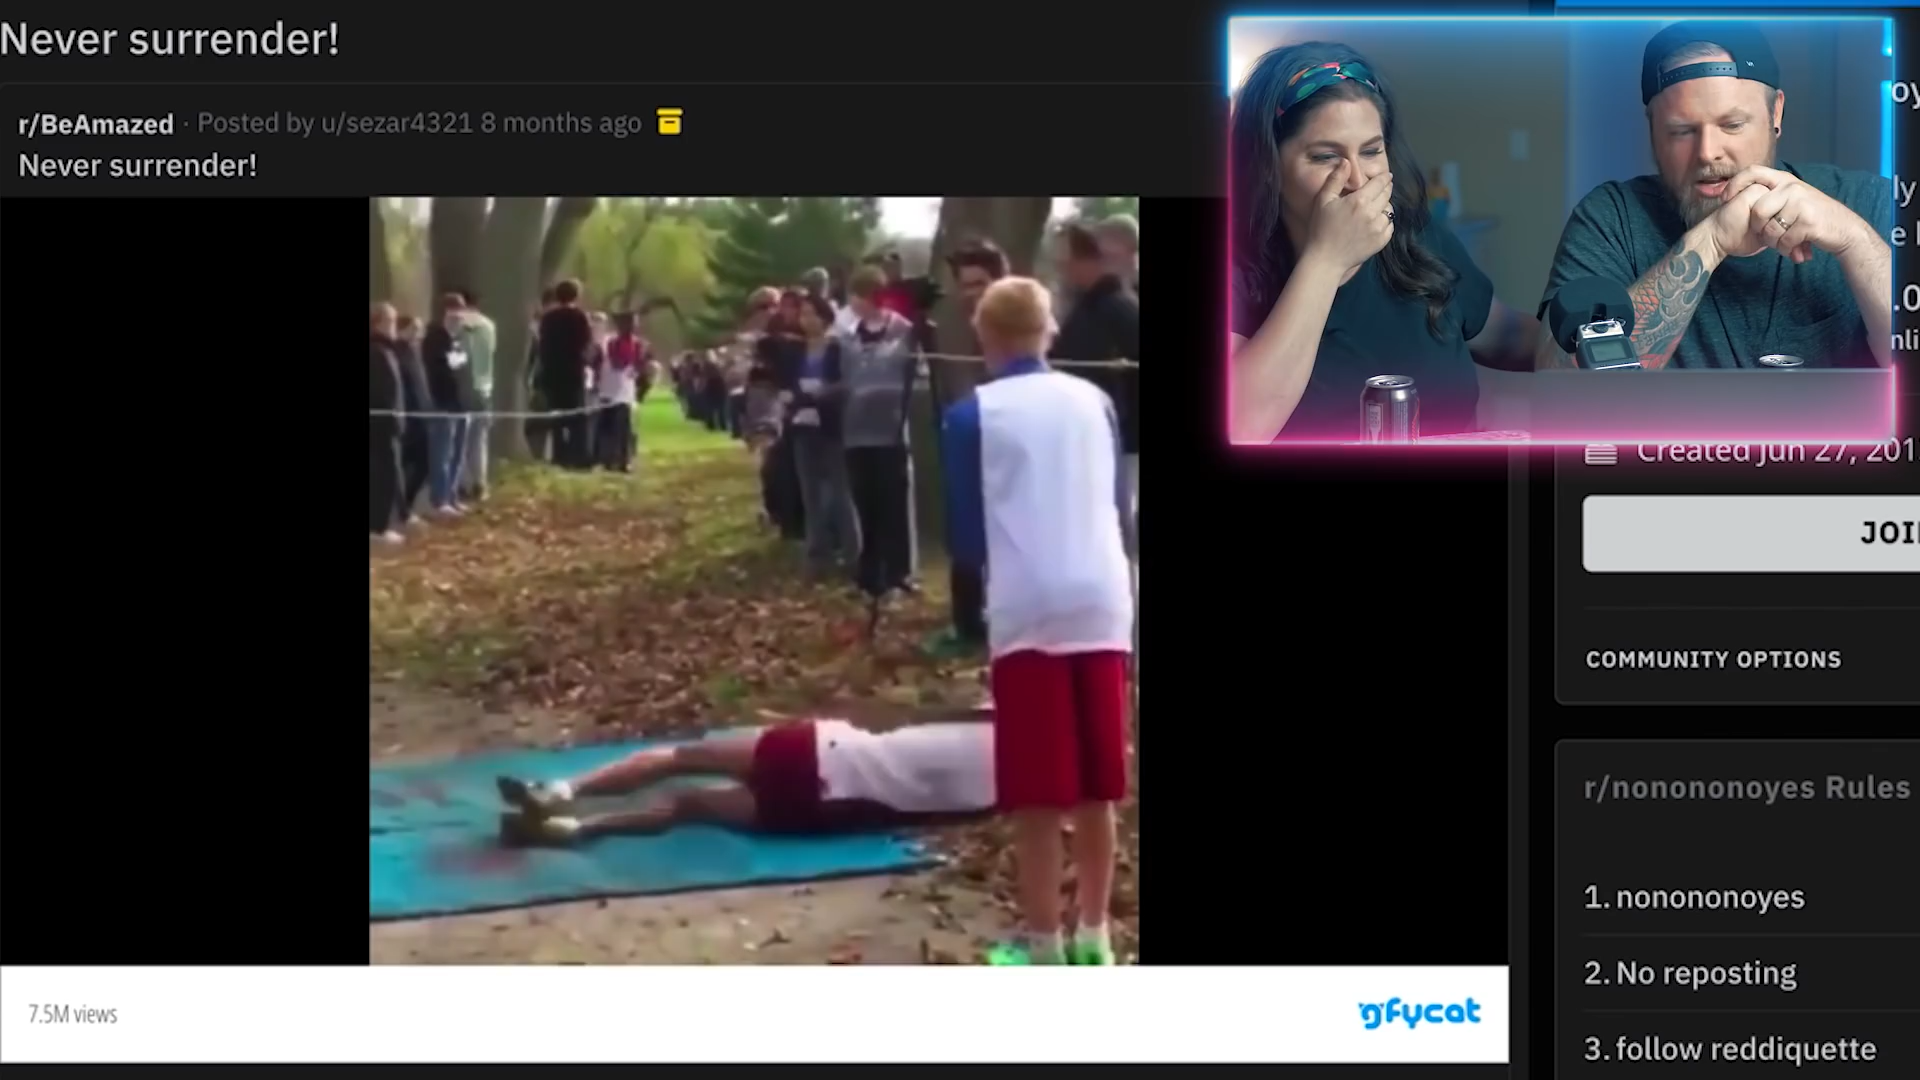 Never surrender!
r/BeAmazed · Posted by u/sezar4321 8 months ago
Never surrender!
7.5M views
gfycat
Created Jun 27, 201
COMMUNITY OPTIONS
r/nonononoyes Rules
1. nonononoyes
2. No reposting
3. follow reddiquette